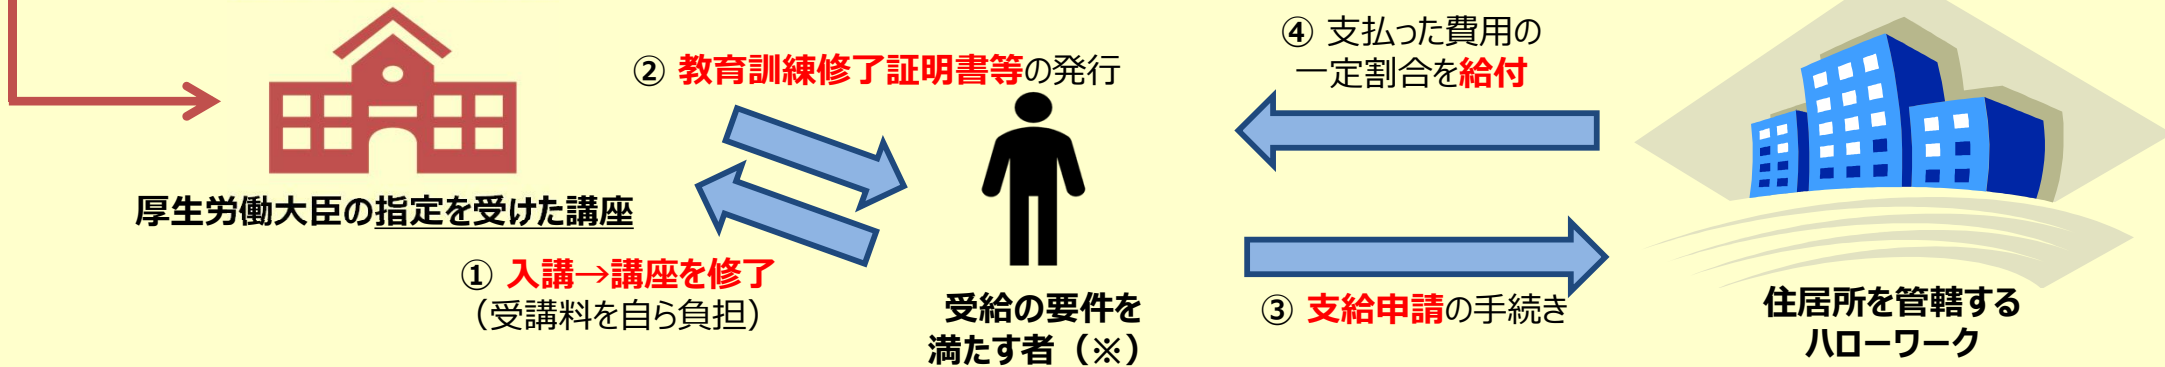 ② 教育訓練修了証明書等の発行
④ 支払った費用の
一定割合を給付
厚生労働大臣の指定を受けた講座
① 入講→講座を修了
（受講料を自ら負担）
受給の要件を
満たす者（※）
③ 支給申請の手続き
住居所を管轄する
ハローワーク